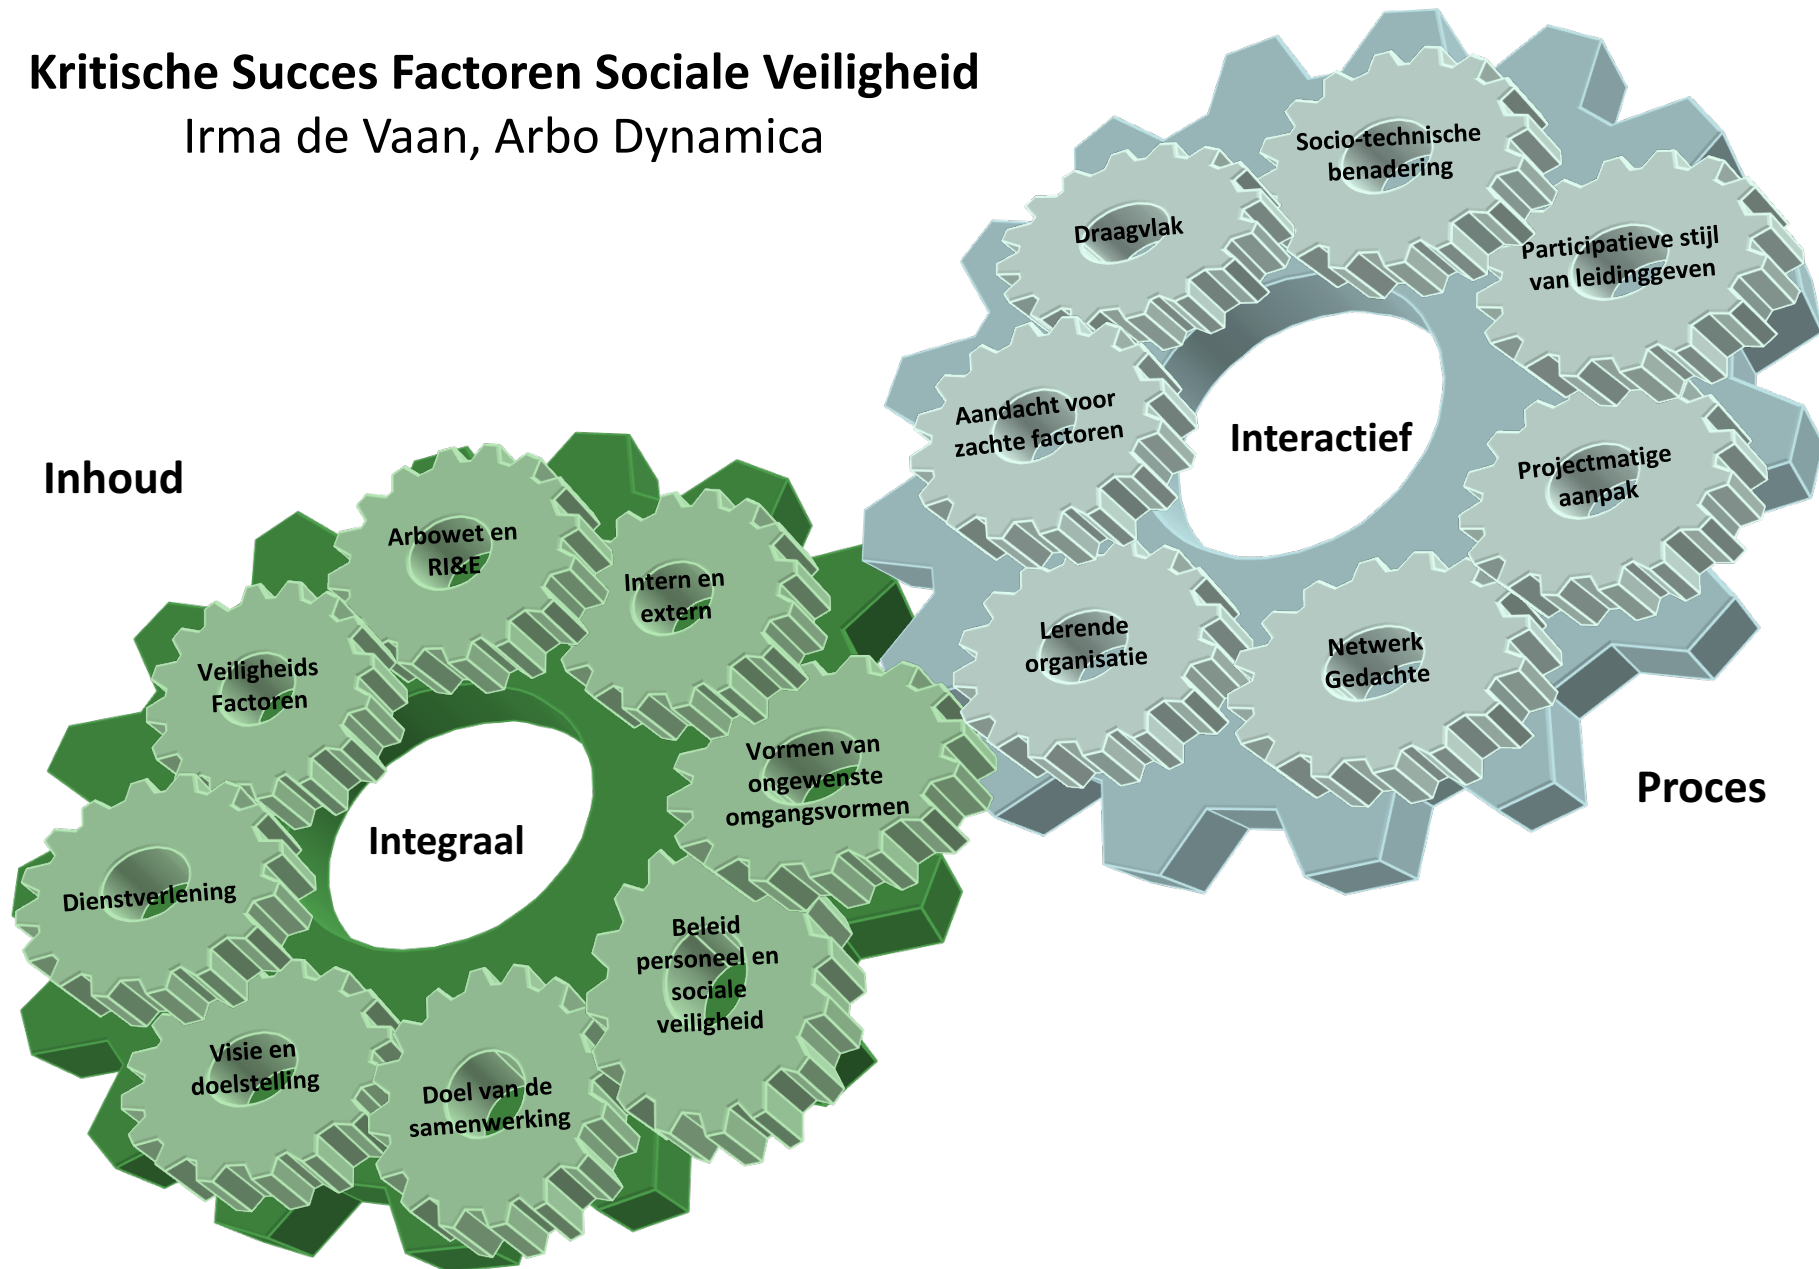 Kritische Succes Factoren Sociale Veiligheid
Irma de Vaan, Arbo Dynamica
Inhoud
Integraal
Arbowet en
RI&E
Intern en
extern
Vormen van
ongewenste
omgangsvormen
Beleid
personeel en
sociale
veiligheid
Doel van de
samenwerking
Visie en
doelstelling
Dienstverlening
Veiligheids
Factoren
Proces
Interactief
Socio-technische
benadering
Participatieve stijl
van leidinggeven
Projectmatige
aanpak
Netwerk
Gedachte
Lerende
organisatie
Aandacht voor
zachte factoren
Draagvlak